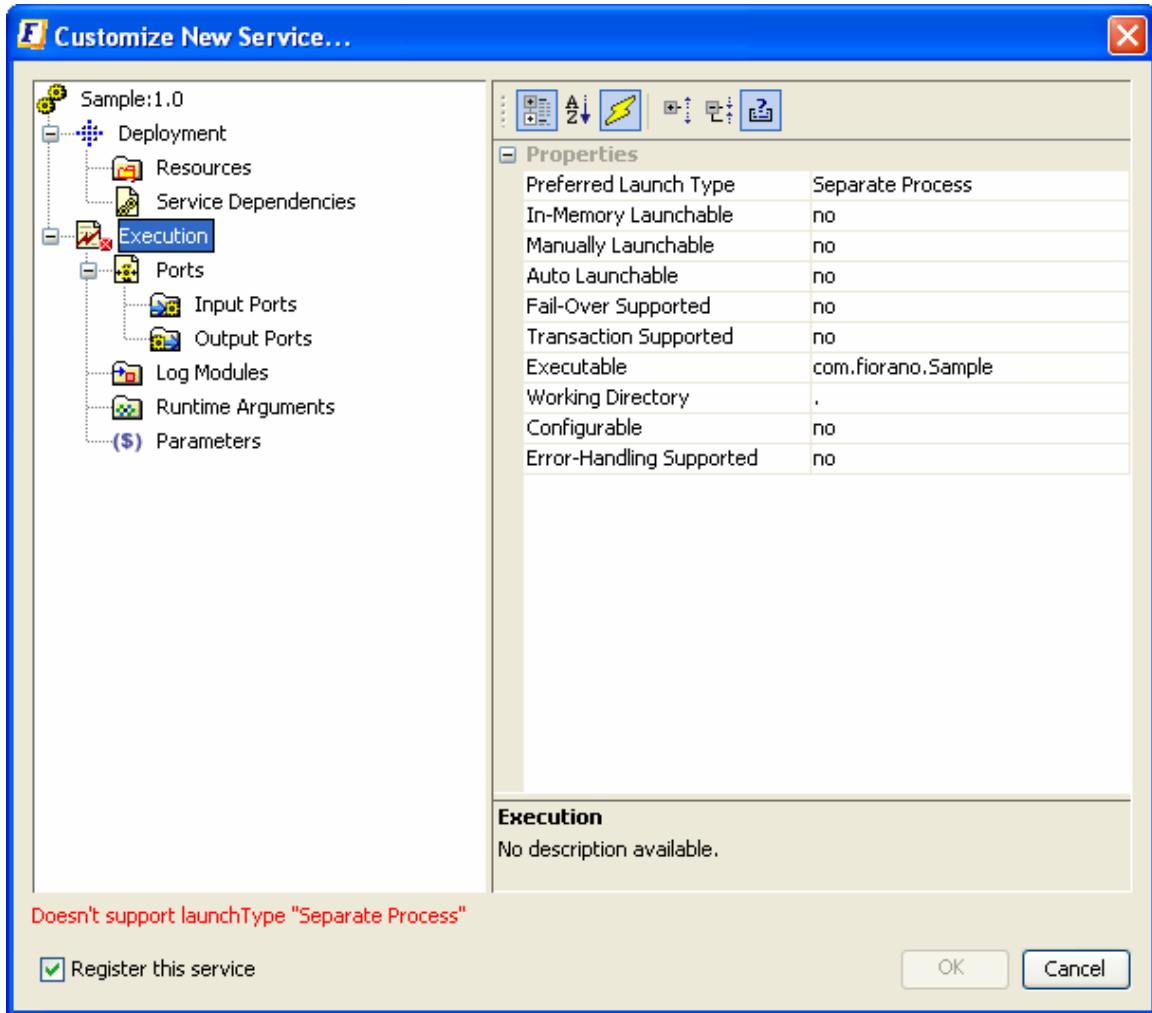 Customize New Service...
Sample:1.0
Deployment
Resources
Service Dependencies
Execution
Ports
Input Ports
Output Ports
Log Modules
Runtime Arguments
($) Parameters
Properties
Preferred Launch Type Separate Process
In-Memory Launchable no
Manually Launchable no
Auto Launchable no
Fail-Over Supported no
Transaction Supported no
Executable com.fiorano.Sample
Working Directory .
Configurable no
Error-Handling Supported no
Execution
No description available.
Doesn't support launchType "Separate Process"
Register this service
OK Cancel